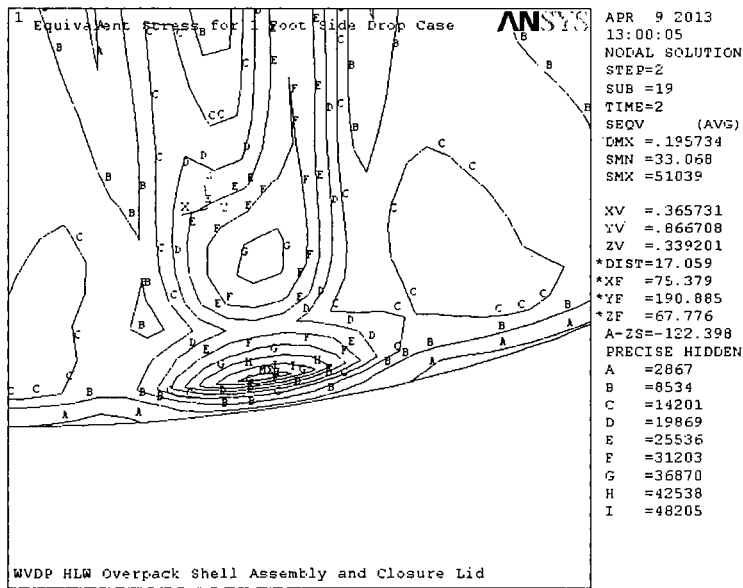 1
Equivalent Stress for 1 Foot Side Drop Case
ANSYS
APR 9 2013
13:00:05
NODAL SOLUTION
STEP=2
SUB =19
TIME=2
SEQV (AVG)
DMX =.195734
SMN =33.068
SMX =51039
XV =.365731
YV =.866708
ZV =.339201
*DIST=17.059
*XF =75.379
*YF =190.885
*ZF =67.776
A-ZS=-122.398
PRECISE HIDDEN
A =2867
B =8534
C =14201
D =19869
E =25536
F =31203
G =36870
H =42538
I =48205
WVDP HLW Overpack Shell Assembly and Closure Lid